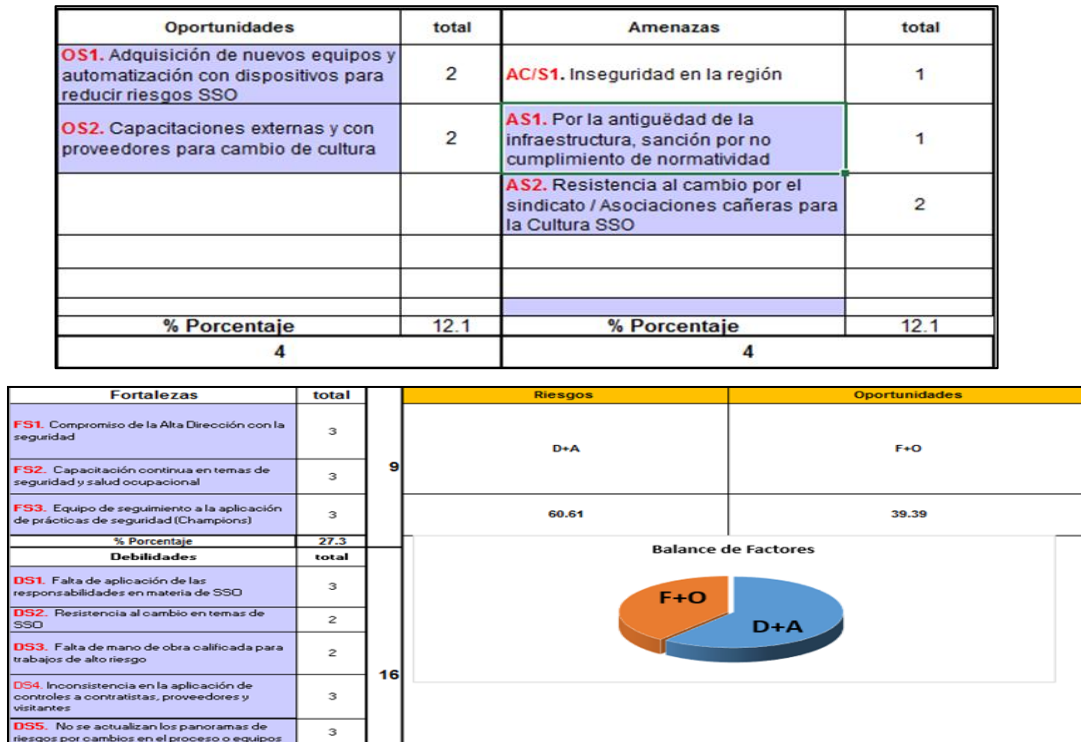 Oportunidades total Amenazas total
OS1. Adquisición de nuevos equipos y
automatización con dispositivos para
reducir riesgos SSO
2
AC/S1. Inseguridad en la región
1
OS2. Capacitaciones externas y con
proveedores para cambio de cultura
2
AS1. Por la antiguëdad de la
infraestructura, sanción por no
cumplimiento de normatividad
1
AS2. Resistencia al cambio por el
sindicato / Asociaciones cañeras para
la Cultura SSO
2
% Porcentaje 12.1 % Porcentaje 12.1
4 4
Fortalezas total
FS1. Compromiso de la Alta Dirección con la
seguridad
3
FS2. Capacitación continua en temas de
seguridad y salud ocupacional
3
FS3. Equipo de seguimiento a la aplicación
de prácticas de seguridad (Champions)
3
9
% Porcentaje 27.3
Debilidades total
DS1. Falta de aplicación de las
responsabilidades en materia de SSO
3
DS2. Resistencia al cambio en temas de
SSO
2
DS3. Falta de mano de obra calificada para
trabajos de alto riesgo
2
DS4. Inconsistencia en la aplicación de
controles a contratistas, proveedores y
visitantes
3
DS5. No se actualizan los panoramas de
riesgos por cambios en el proceso o equipos
3
16
Riesgos Oportunidades
D+A F+O
60.61 39.39
Balance de Factores
F+O
D+A